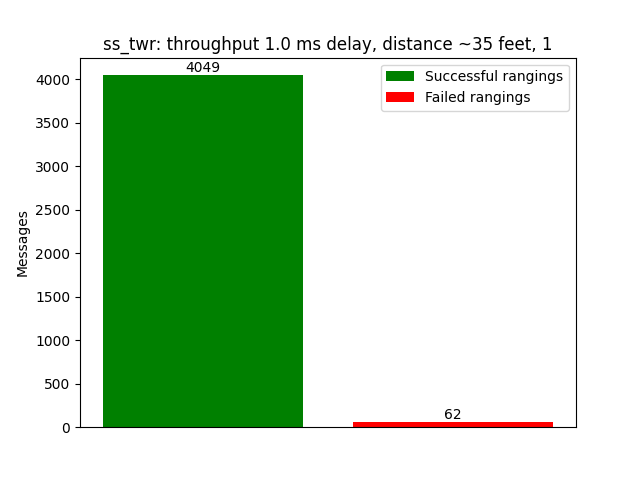 ss_twr: throughput 1.0 ms delay, distance ~35 feet, 1
4049
Successful rangings
Failed rangings
4000
3500
3000
2500
2000
1500
1000
500
0
Messages
62